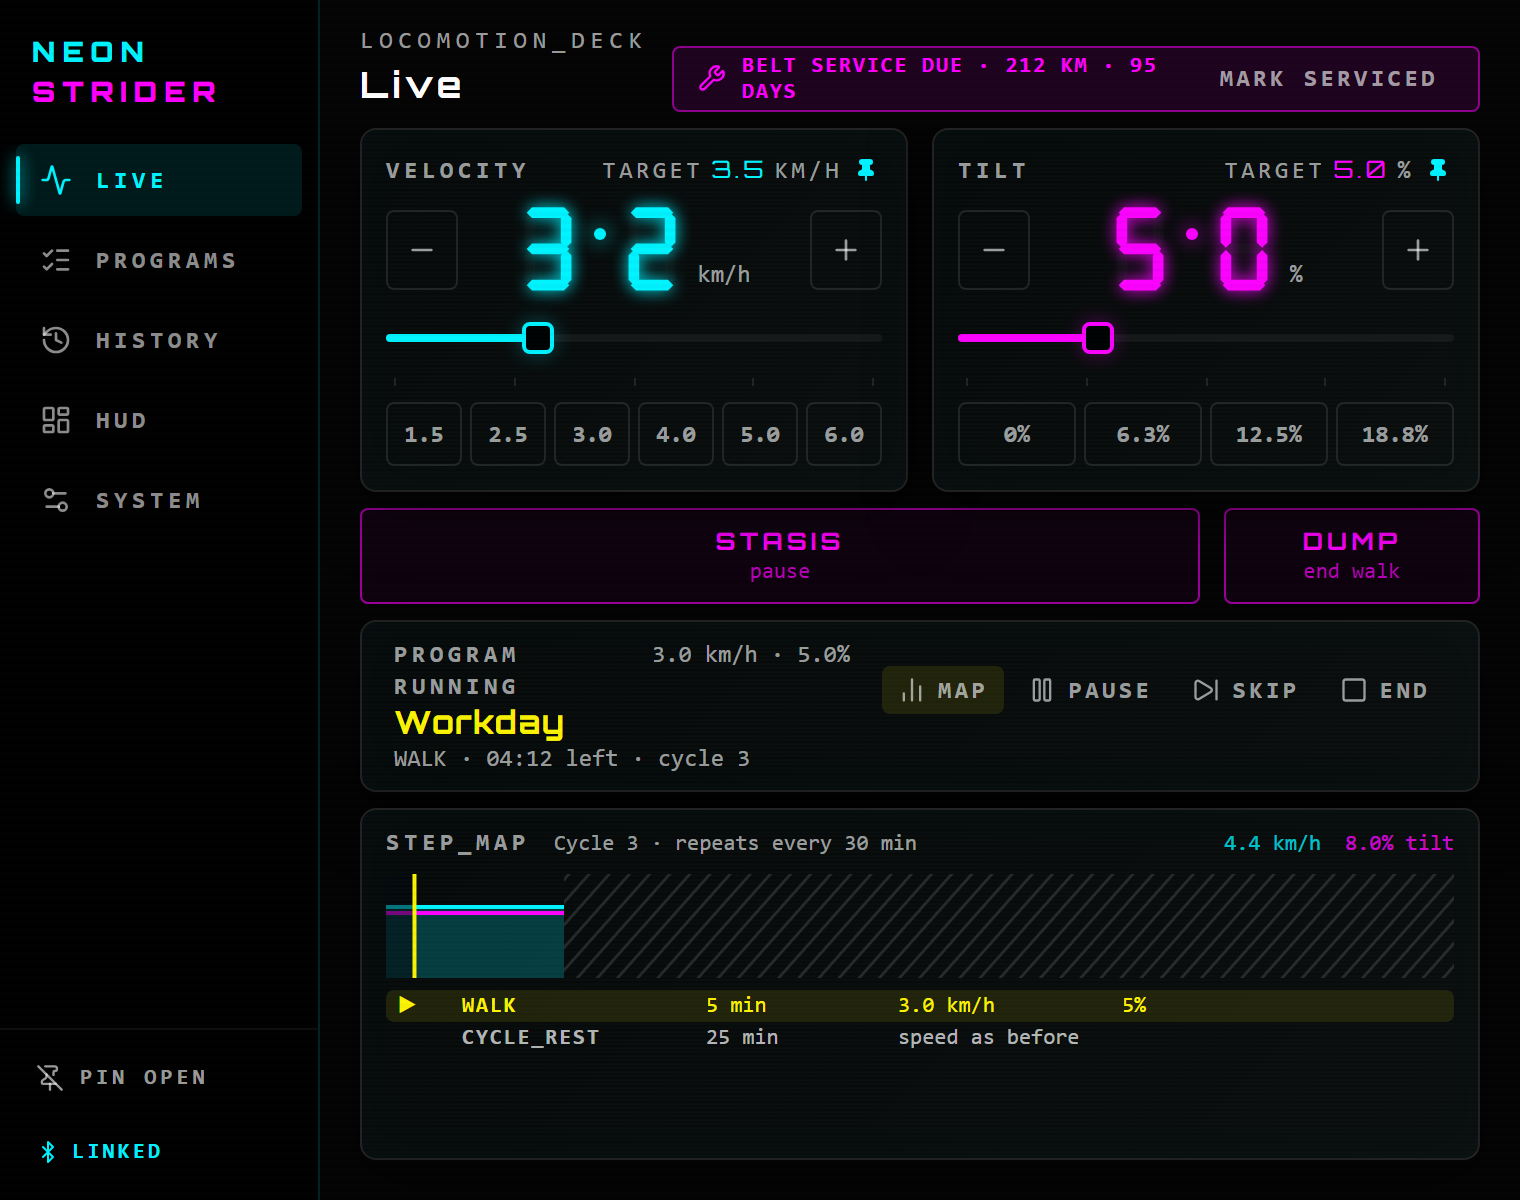 NEON
STRIDER
LIVE
PROGRAMS
HISTORY
HUD
SYSTEM
PIN OPEN
LINKED
LOCOMOTION_DECK
Live
BELT SERVICE DUE · 212 KM · 95
DAYS
MARK SERVICED
VELOCITY
TARGET 3.5 KM/H
3.2 km/h
1.5 2.5 3.0 4.0 5.0 6.0
TILT
TARGET 5.0 %
5.0 %
0% 6.3% 12.5% 18.8%
STASIS
pause
DUMP
end walk
PROGRAM
RUNNING
3.0 km/h · 5.0%
Workday
WALK · 04:12 left · cycle 3
MAP PAUSE SKIP END
STEP_MAP Cycle 3 · repeats every 30 min 4.4 km/h 8.0% tilt
WALK 5 min 3.0 km/h 5%
CYCLE_REST 25 min speed as before